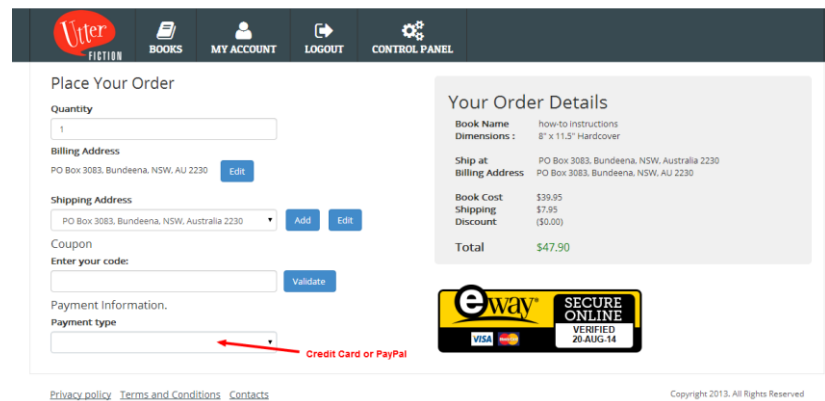 Utter
FICTION
BOOKS
MY ACCOUNT
LOGOUT
CONTROL PANEL
Place Your Order
Quantity
1
Billing Address
PO Box 3083, Bundeena, NSW, AU 2230
Edit
Shipping Address
PO Box 3083, Bundeena, NSW, Australia 2230
Add
Edit
Coupon
Enter your code:
Validate
Payment Information.
Payment type
Credit Card or PayPal
Your Order Details
Book Name how-to instructions
Dimensions : 8" x 11.5" Hardcover
Ship at PO Box 3083, Bundeena, NSW, Australia 2230
Billing Address PO Box 3083, Bundeena, NSW, AU 2230
Book Cost $39.95
Shipping $7.95
Discount ($0.00)
Total $47.90
eway
SECURE
ONLINE
VERIFIED
20-AUG-14
VISA
Privacy policy Terms and Conditions Contacts
Copyright 2013, All Rights Reserved